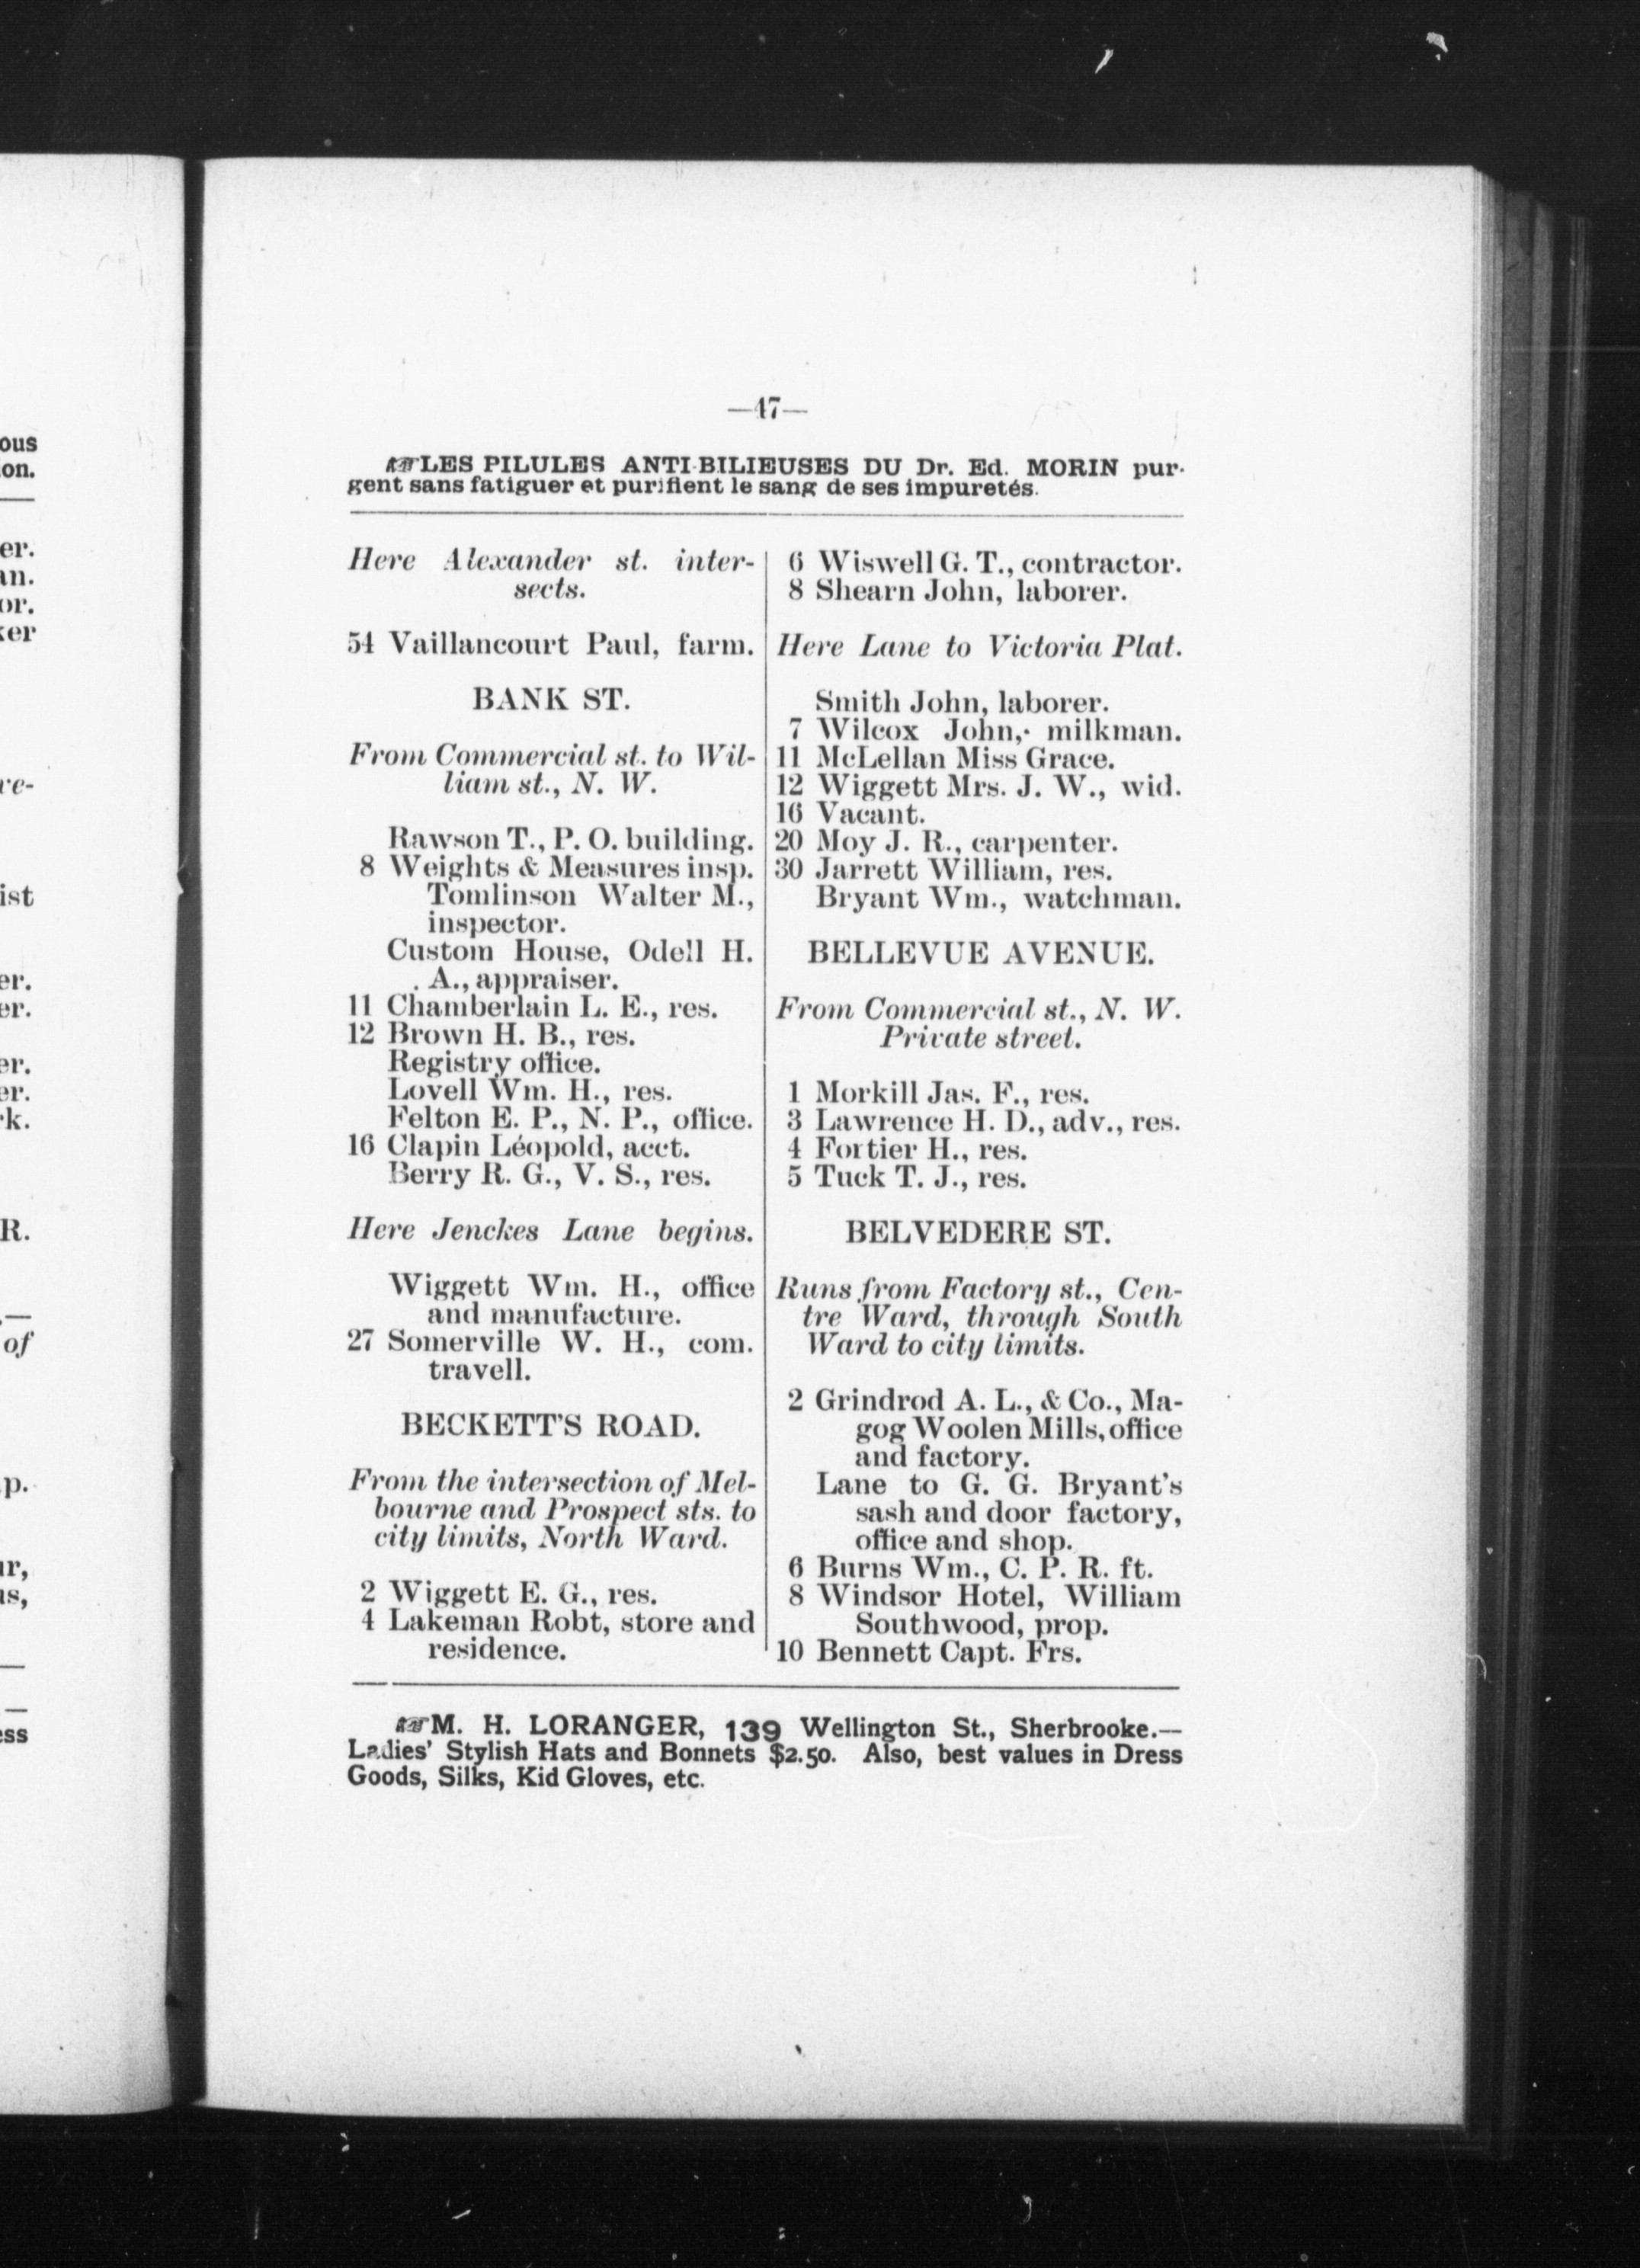 —47—
LES PILULES ANTI-BILIEUSES DU Dr. Ed. MORIN pur-
gent sans fatiguer et purifient le sang de ses impuretés.
Here Alexander st. inter-
sects.
54 Vaillancourt Paul, farm.
BANK ST.
From Commercial st. to Wil-
liam st., N. W.
Rawson T., P. O. building.
8 Weights & Measures insp.
Tomlinson Walter M.,
inspector.
Custom House, Odell H.
A., appraiser.
11 Chamberlain L. E., res.
12 Brown H. B., res.
Registry office.
Lovell Wm. H., res.
Felton E. P., N. P., office.
16 Clapin Léopold, acct.
Berry R. G., V. S., res.
Here Jenckes Lane begins.
Wiggett Wm. H., office
and manufacture.
27 Somerville W. H., com.
travell.
BECKETT'S ROAD.
From the intersection of Mel-
bourne and Prospect sts. to
city limits, North Ward.
2 Wiggett E. G., res.
4 Lakeman Robt, store and
residence.
6 Wiswell G. T., contractor.
8 Shearn John, laborer.
Here Lane to Victoria Plat.
Smith John, laborer.
7 Wilcox John, milkman.
11 McLellan Miss Grace.
12 Wiggett Mrs. J. W., wid.
16 Vacant.
20 Moy J. R., carpenter.
30 Jarrett William, res.
Bryant Wm., watchman.
BELLEVUE AVENUE.
From Commercial st., N. W.
Private street.
1 Morkill Jas. F., res.
3 Lawrence H. D., adv., res.
4 Fortier H., res.
5 Tuck T. J., res.
BELVEDERE ST.
Runs from Factory st., Cen-
tre Ward, through South
Ward to city limits.
2 Grindrod A. L., & Co., Ma-
gog Woolen Mills, office
and factory.
Lane to G. G. Bryant's
sash and door factory,
office and shop.
6 Burns Wm., C. P. R. ft.
8 Windsor Hotel, William
Southwood, prop.
10 Bennett Capt. Frs.
M. H. LORANGER, 139 Wellington St., Sherbrooke.—
Ladies' Stylish Hats and Bonnets $2.50. Also, best values in Dress
Goods, Silks, Kid Gloves, etc.